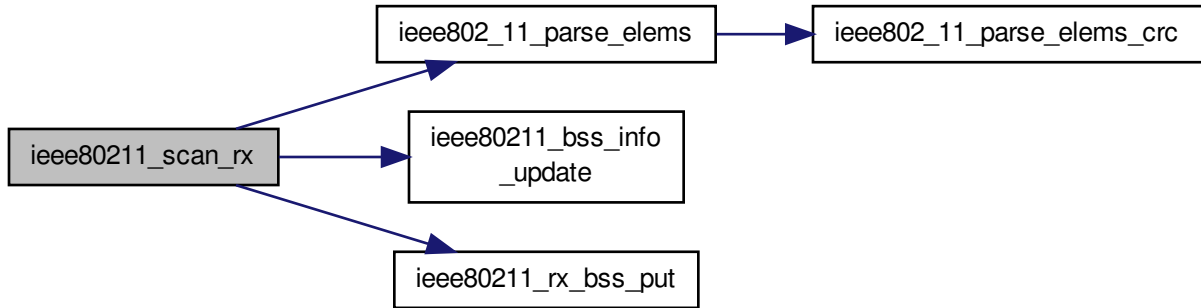 ieee802_11_parse_elems
ieee802_11_parse_elems_crc
ieee80211_scan_rx
ieee80211_bss_info
_update
ieee80211_rx_bss_put